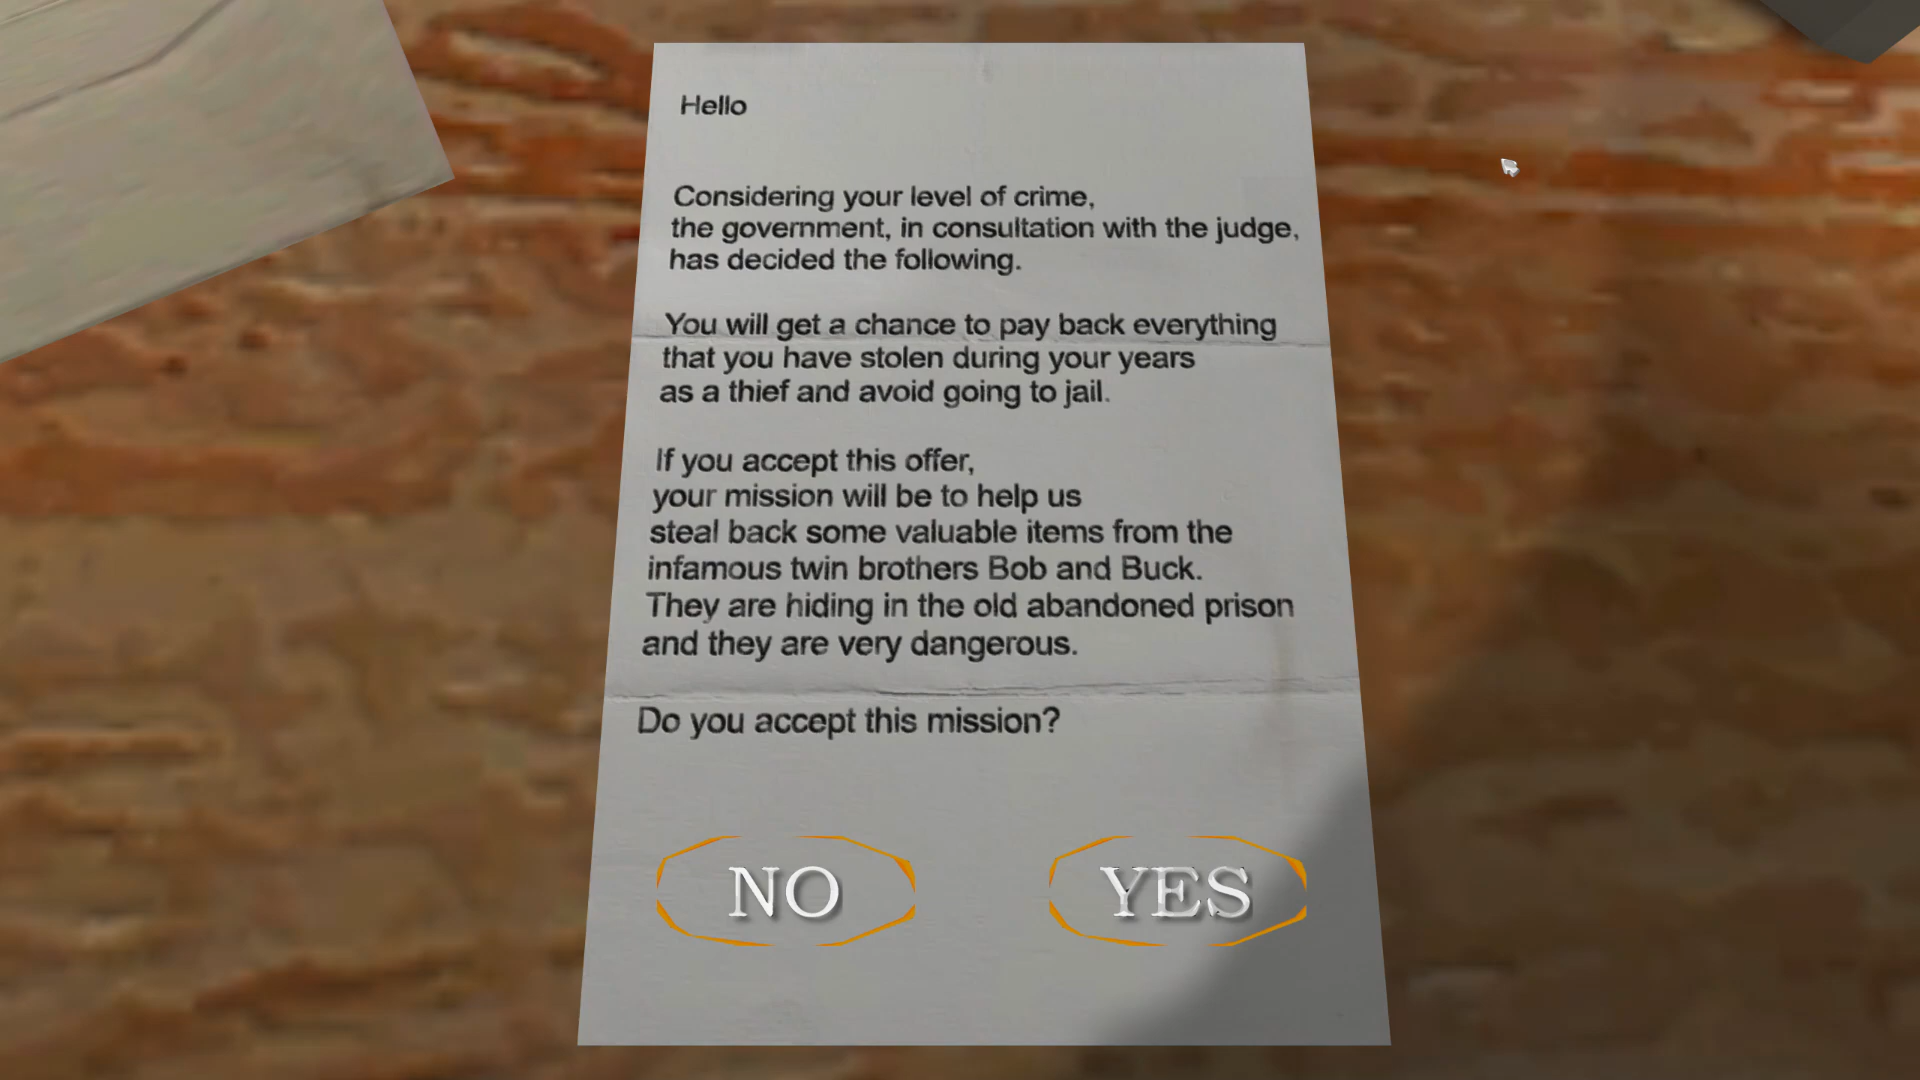 Hello
Considering your level of crime,
the government, in consultation with the judge,
has decided the following.
You will get a chance to pay back everything
that you have stolen during your years
as a thief and avoid going to jail.
If you accept this offer,
your mission will be to help us
steal back some valuable items from the
infamous twin brothers Bob and Buck.
They are hiding in the old abandoned prison
and they are very dangerous.
Do you accept this mission?
NO YES